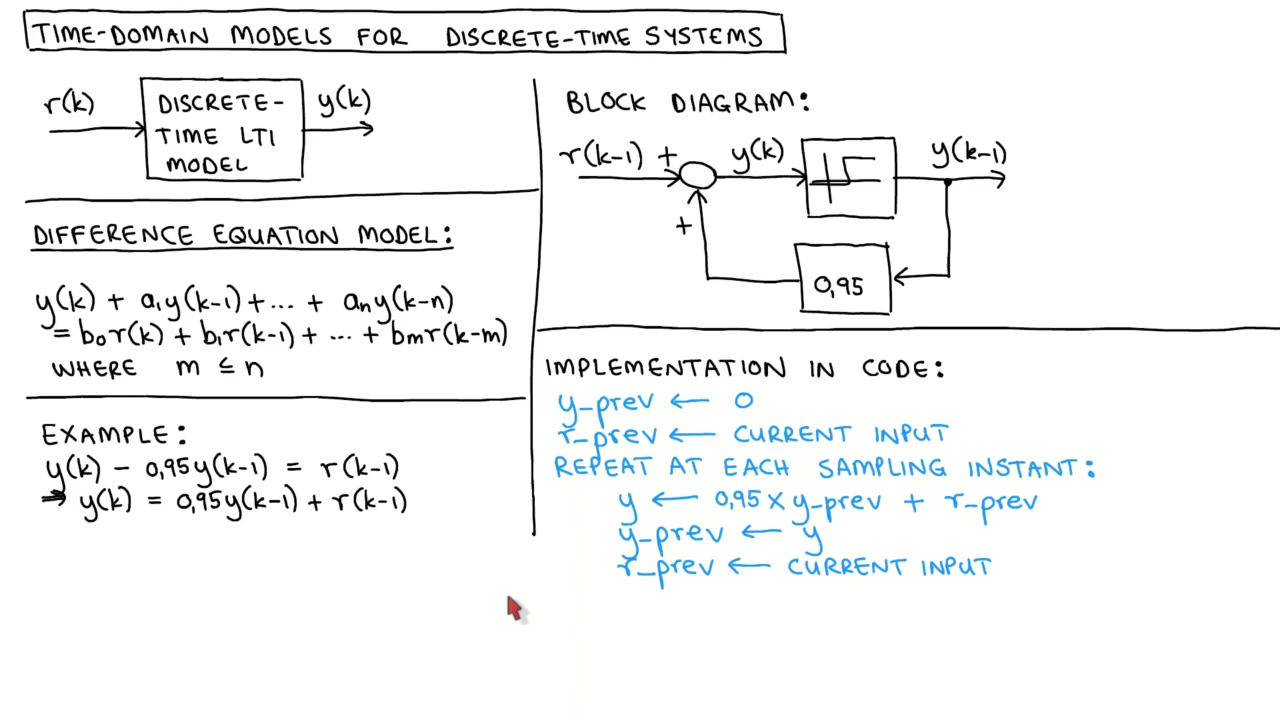 TIME-DOMAIN MODELS FOR DISCRETE-TIME SYSTEMS
r(k)
DISCRETE-
TIME LTI
MODEL
y(k)
DIFFERENCE EQUATION MODEL:
y(k) + a₁y(k-1) + ... + aₙy(k-n)
= b₀r(k) + b₁r(k-1) + ... + bₘr(k-m)
WHERE m ≤ n
EXAMPLE:
y(k) - 0,95y(k-1) = r(k-1)
⇒ y(k) = 0,95y(k-1) + r(k-1)
BLOCK DIAGRAM:
r(k-1) +
y(k)
y(k-1)
+
0,95
IMPLEMENTATION IN CODE:
y_prev ← 0
r_prev ← CURRENT INPUT
REPEAT AT EACH SAMPLING INSTANT:
y ← 0,95 × y_prev + r_prev
y_prev ← y
r_prev ← CURRENT INPUT